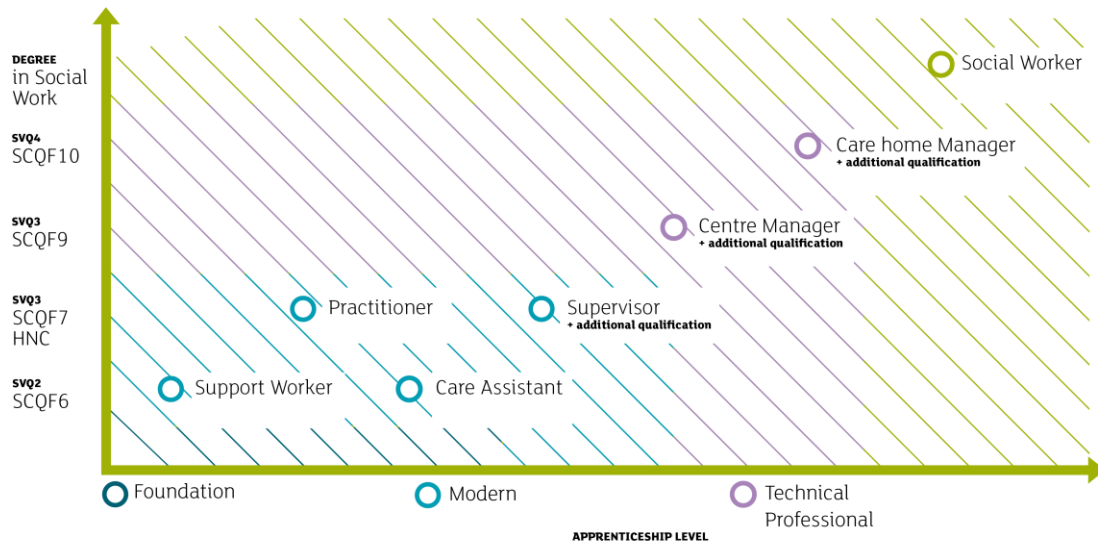 DEGREE
in Social
Work
Social Worker
SVQ4
SCQF10
Care home Manager
+ additional qualification
SVQ3
SCQF9
Centre Manager
+ additional qualification
SVQ3
SCQF7
HNC
Practitioner
Supervisor
+ additional qualification
SVQ2
SCQF6
Support Worker
Care Assistant
Foundation
Modern
Technical
Professional
APPRENTICESHIP LEVEL